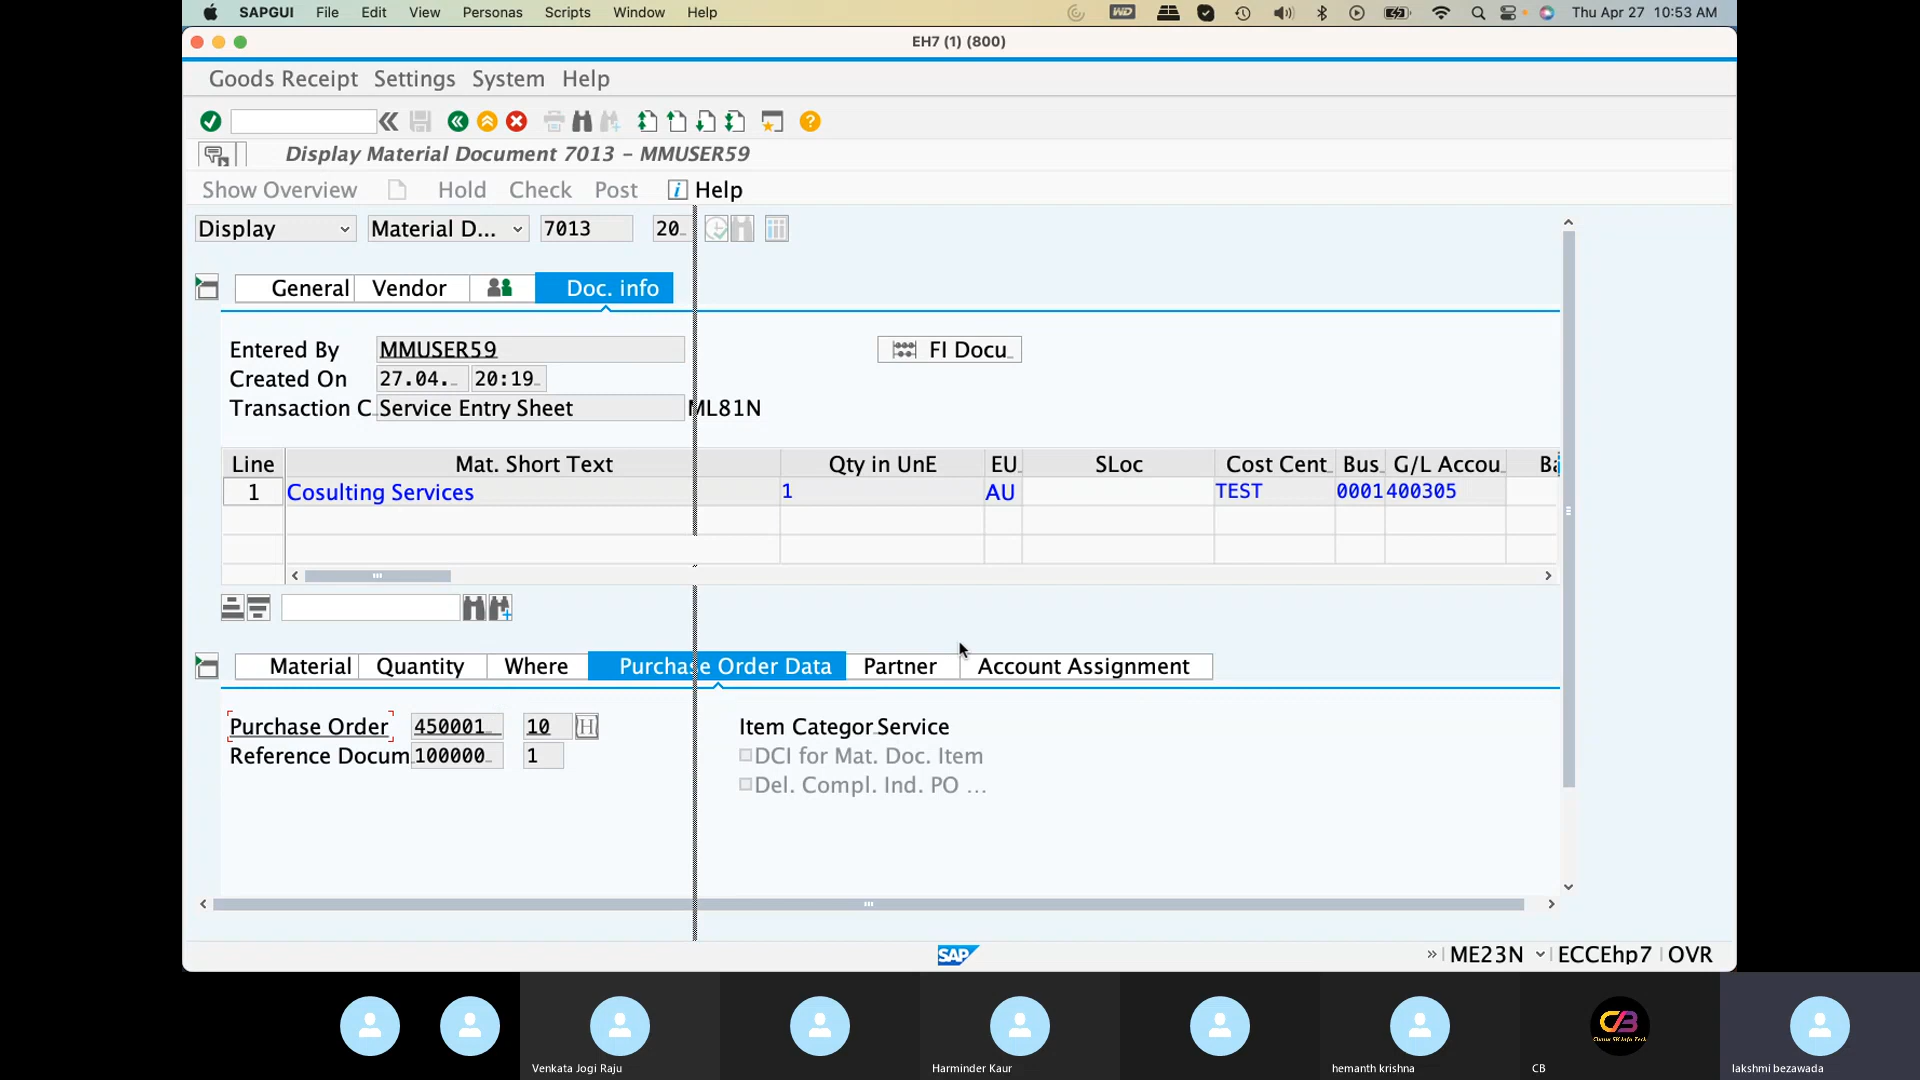 SAPGUI File Edit View Personas Scripts Window Help WD Thu Apr 27 10:53 AM
EH7 (1) (800)
Goods Receipt Settings System Help
Display Material Document 7013 - MMUSER59
Show Overview Hold Check Post i Help
Display Material D... 7013 20
General Vendor Doc. info
Entered By MMUSER59 FI Docu
Created On 27.04. 20:19
Transaction C Service Entry Sheet ML81N
Line Mat. Short Text Qty in UnE EU SLoc Cost Cent Bus G/L Accou Ba
1 Cosulting Services 1 AU TEST 0001 400305
Material Quantity Where Purchase Order Data Partner Account Assignment
Purchase Order 450001 10 H Item Categor Service
Reference Docum 100000 1 DCI for Mat. Doc. Item
Del. Compl. Ind. PO ...
SAP » ME23N ECCEhp7 OVR
CB
Venkata Jogi Raju Harminder Kaur hemanth krishna CB lakshmi bezawada